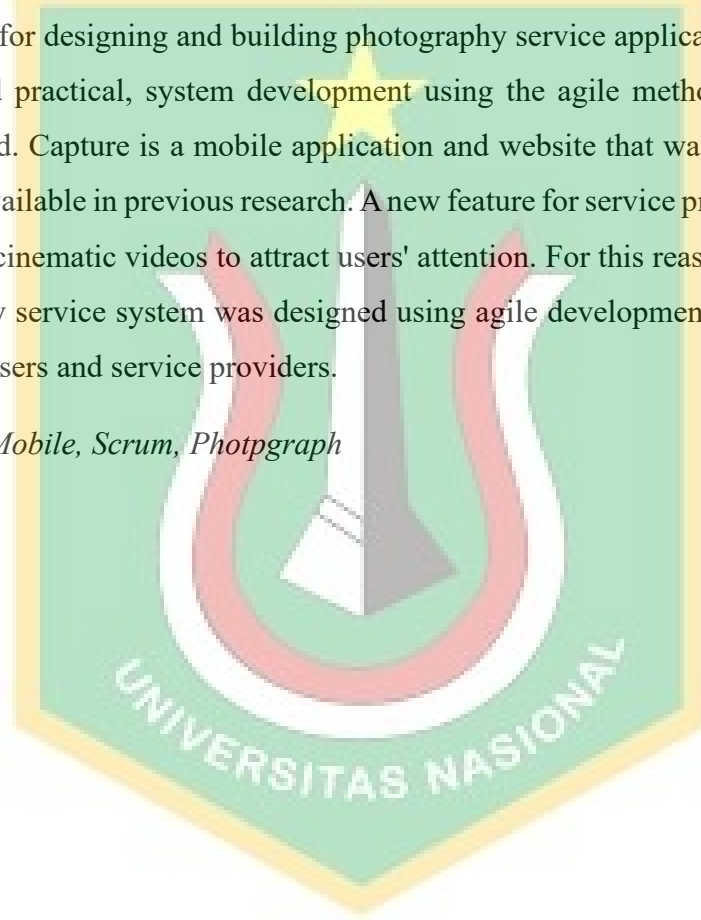 for designing and building photography service applica
practical, system development using the agile metho
d. Capture is a mobile application and website that wa
ailable in previous research. A new feature for service p
cinematic videos to attract users' attention. For this reas
y service system was designed using agile developmen
sers and service providers.
Mobile, Scrum, Photpgraph
UNIVERSITAS NASIONAL